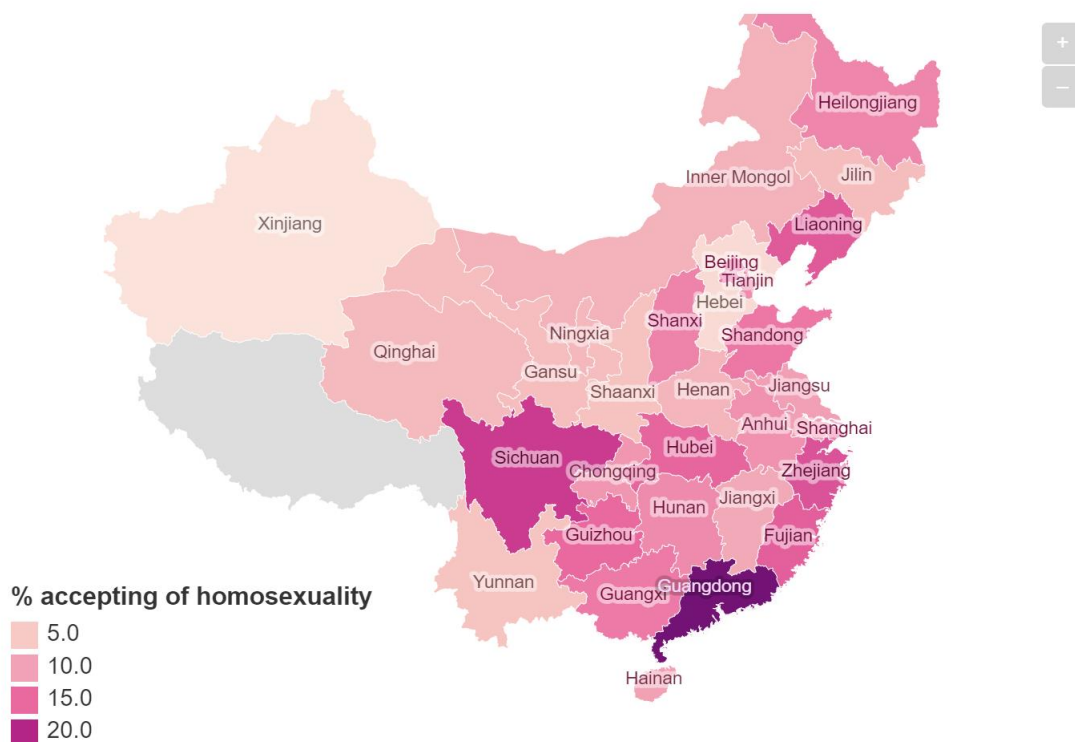 +
Heilongjiang
−
Inner Mongol
Jilin
Xinjiang
Liaoning
Beijing
Tianjin
Hebei
Shanxi
Ningxia
Shandong
Qinghai
Gansu
Shaanxi
Henan
Jiangsu
Anhui
Shanghai
Hubei
Sichuan
Chongqing
Zhejiang
Jiangxi
Hunan
Guizhou
Fujian
Yunnan
Guangxi
Guangdong
Hainan
% accepting of homosexuality
5.0
10.0
15.0
20.0